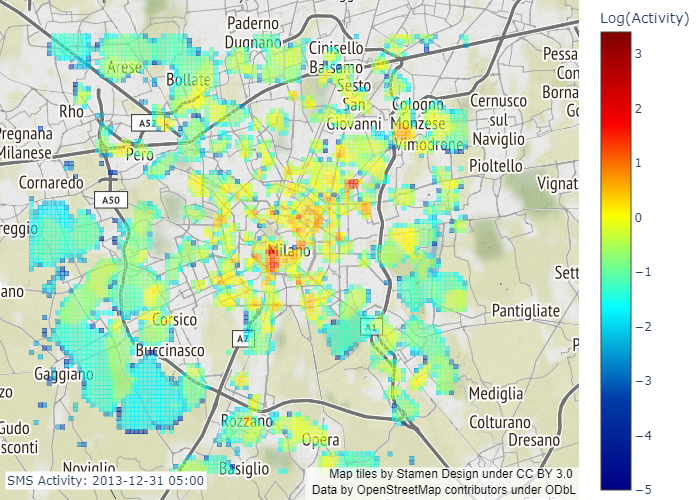 Paderno
Dugnano
Cinisello
Balsamo
Arese
Bollate
Sesto
San
Giovanni
Rho
A52
Cologno
Monzese
Vimodrone
Cernusco
sul
Naviglio
Pessa
Con
Borna
Go
Pregnana
Milanese
Pero
Pioltello
Cornaredo
A50
Vignat
reggio
Milano
Sett
ano
Pantigliate
Corsico
A7
A1
Buccinasco
P
Gaggiano
Mediglia
zo
Rozzano
Colturano
Dresano
Gudo
sconti
Opera
Noviglio
Basiglio
SMS Activity: 2013-12-31 05:00
Map tiles by Stamen Design under CC BY 3.0
Data by OpenStreetMap contributors under ODbL
Log(Activity)
3
2
1
0
−1
−2
−3
−4
−5